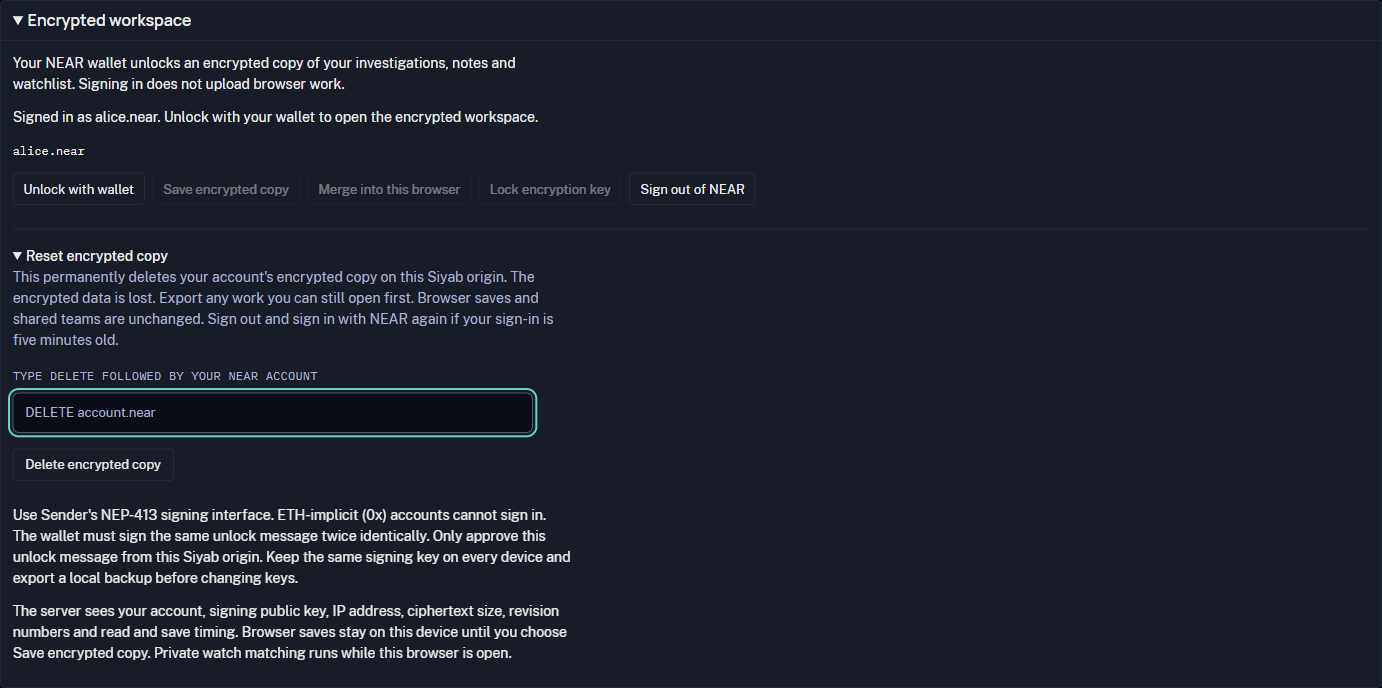 Encrypted workspace
Your NEAR wallet unlocks an encrypted copy of your investigations, notes and
watchlist. Signing in does not upload browser work.
Signed in as alice.near. Unlock with your wallet to open the encrypted workspace.
alice.near
Unlock with wallet Save encrypted copy Merge into this browser Lock encryption key Sign out of NEAR
Reset encrypted copy
This permanently deletes your account's encrypted copy on this Siyab origin. The
encrypted data is lost. Export any work you can still open first. Browser saves and
shared teams are unchanged. Sign out and sign in with NEAR again if your sign-in is
five minutes old.
TYPE DELETE FOLLOWED BY YOUR NEAR ACCOUNT
DELETE account.near
Delete encrypted copy
Use Sender's NEP-413 signing interface. ETH-implicit (0x) accounts cannot sign in.
The wallet must sign the same unlock message twice identically. Only approve this
unlock message from this Siyab origin. Keep the same signing key on every device and
export a local backup before changing keys.
The server sees your account, signing public key, IP address, ciphertext size, revision
numbers and read and save timing. Browser saves stay on this device until you choose
Save encrypted copy. Private watch matching runs while this browser is open.